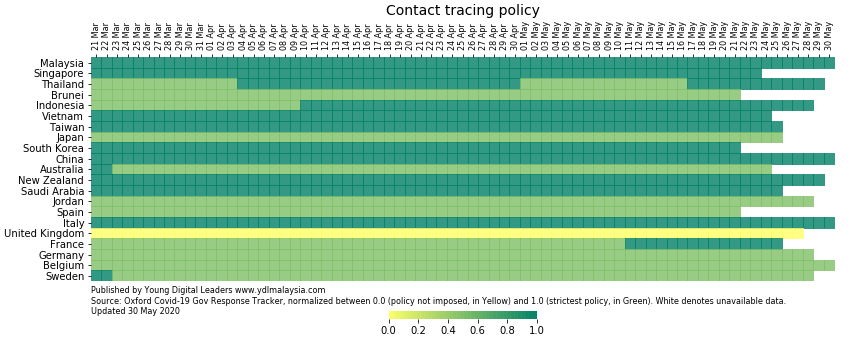 Contact tracing policy
21 Mar
22 Mar
23 Mar
24 Mar
25 Mar
26 Mar
27 Mar
28 Mar
29 Mar
30 Mar
31 Mar
01 Apr
02 Apr
03 Apr
04 Apr
05 Apr
06 Apr
07 Apr
08 Apr
09 Apr
10 Apr
11 Apr
12 Apr
13 Apr
14 Apr
15 Apr
16 Apr
17 Apr
18 Apr
19 Apr
20 Apr
21 Apr
22 Apr
23 Apr
24 Apr
25 Apr
26 Apr
27 Apr
28 Apr
29 Apr
30 Apr
01 May
02 May
03 May
04 May
05 May
06 May
07 May
08 May
09 May
10 May
11 May
12 May
13 May
14 May
15 May
16 May
17 May
18 May
19 May
20 May
21 May
22 May
23 May
24 May
25 May
26 May
27 May
28 May
29 May
30 May
Malaysia
Singapore
Thailand
Brunei
Indonesia
Vietnam
Taiwan
Japan
South Korea
China
Australia
New Zealand
Saudi Arabia
Jordan
Spain
Italy
United Kingdom
France
Germany
Belgium
Sweden
Published by Young Digital Leaders www.ydlmalaysia.com
Source: Oxford Covid-19 Gov Response Tracker, normalized between 0.0 (policy not imposed, in Yellow) and 1.0 (strictest policy, in Green). White denotes unavailable data.
Updated 30 May 2020
0.0 0.2 0.4 0.6 0.8 1.0